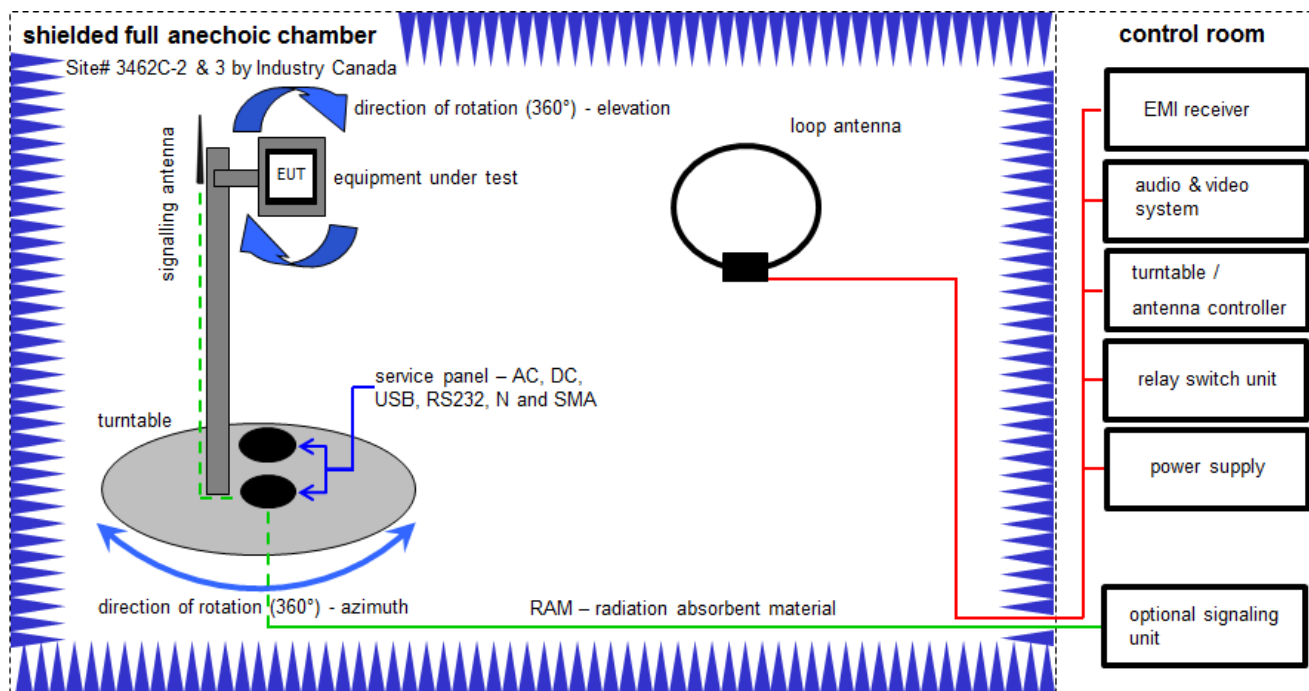 shielded full anechoic chamber
Site# 3462C-2 & 3 by Industry Canada
direction of rotation (360°) - elevation
signalling antenna
EUT
equipment under test
loop antenna
service panel – AC, DC,
USB, RS232, N and SMA
turntable
direction of rotation (360°) - azimuth
RAM – radiation absorbent material
control room
EMI receiver
audio & video
system
turntable /
antenna controller
relay switch unit
power supply
optional signaling
unit